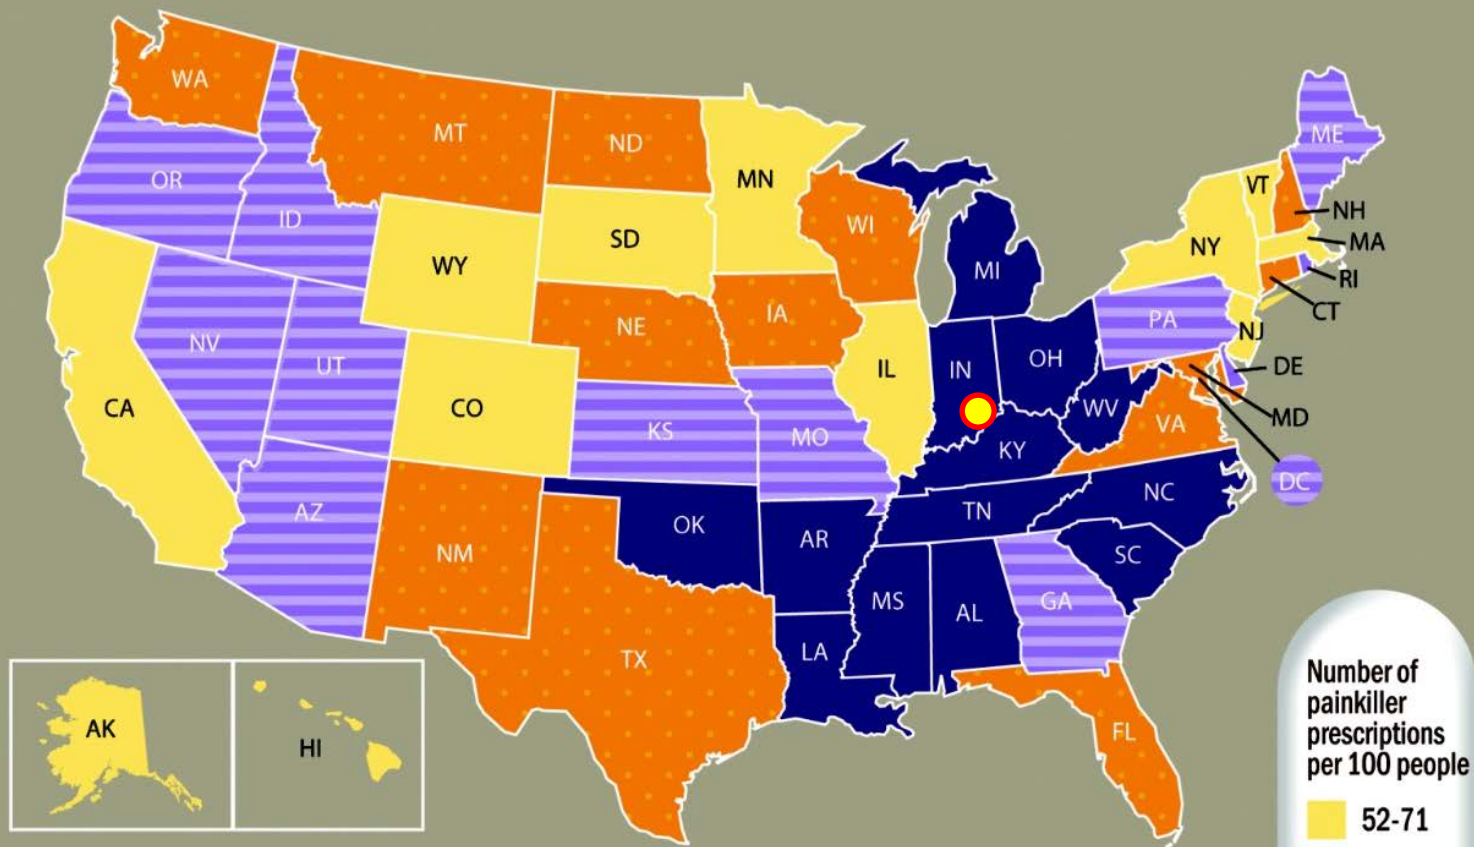 WA
MT
ND
MN
ME
OR
ID
WI
VT
NH
MA
SD
NY
WY
MI
RI
CT
IA
NE
PA
NJ
NV
UT
IL
IN
OH
DE
CA
CO
WV
MD
KS
MO
VA
KY
DC
NC
AZ
TN
OK
AR
NM
SC
MS
AL
GA
TX
LA
FL
AK
HI
Number of
painkiller
prescriptions
per 100 people
52-71